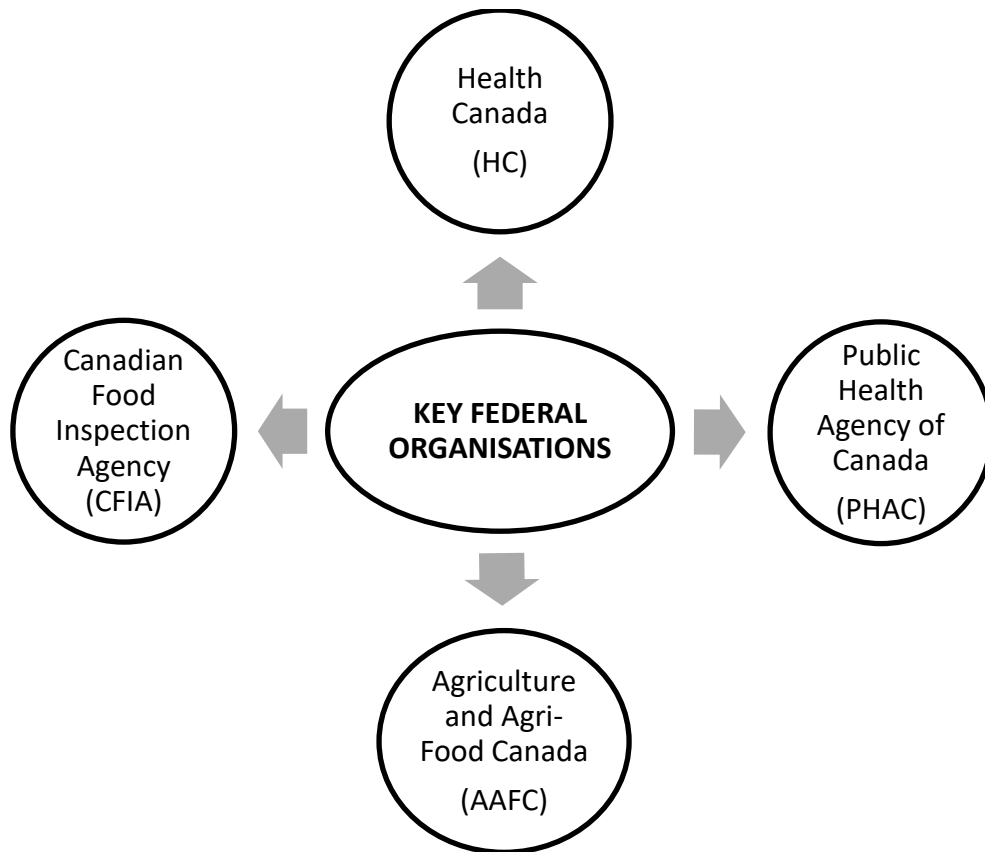 Health
Canada
(HC)
Canadian
Food
Inspection
Agency
(CFIA)
KEY FEDERAL
ORGANISATIONS
Public
Health
Agency of
Canada
(PHAC)
Agriculture
and Agri-
Food Canada
(AAFC)